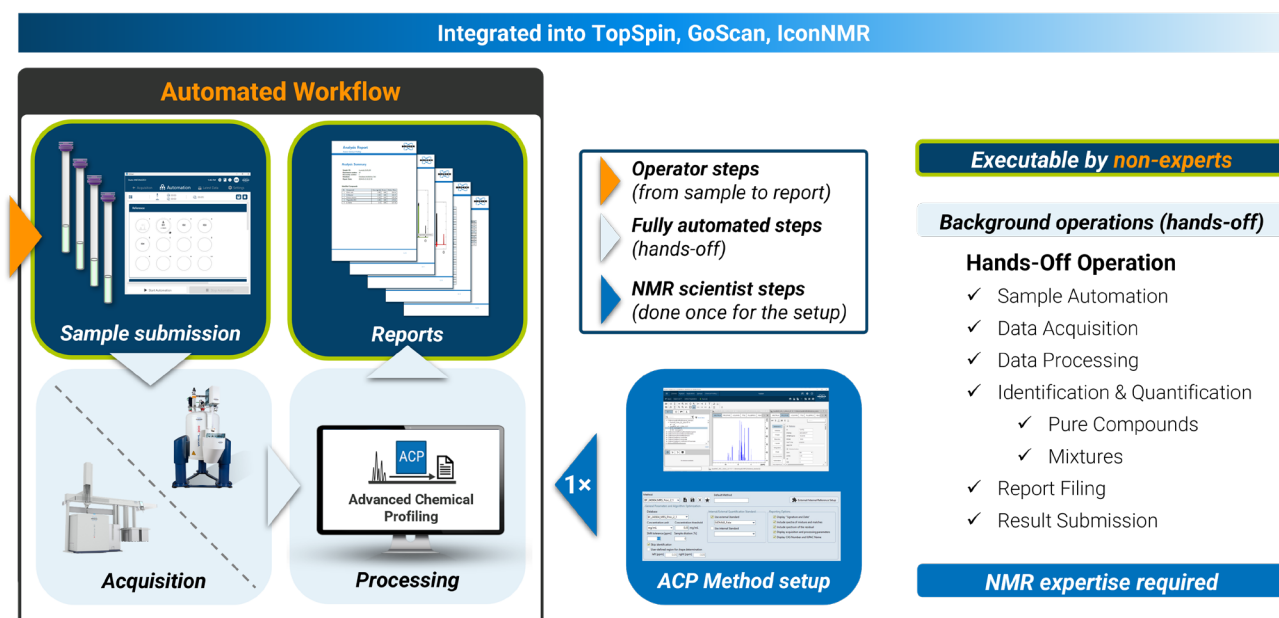 Integrated into TopSpin, GoScan, IconNMR
Automated Workflow
Automation
Analysis Report
Sample submission
Reports
Acquisition
ACP
Advanced Chemical
Profiling
Processing
Operator steps
(from sample to report)
Fully automated steps
(hands-off)
NMR scientist steps
(done once for the setup)
1×
ACP Method setup
Executable by non-experts
Background operations (hands-off)
Hands-Off Operation
✓ Sample Automation
✓ Data Acquisition
✓ Data Processing
✓ Identification & Quantification
✓ Pure Compounds
✓ Mixtures
✓ Report Filing
✓ Result Submission
NMR expertise required